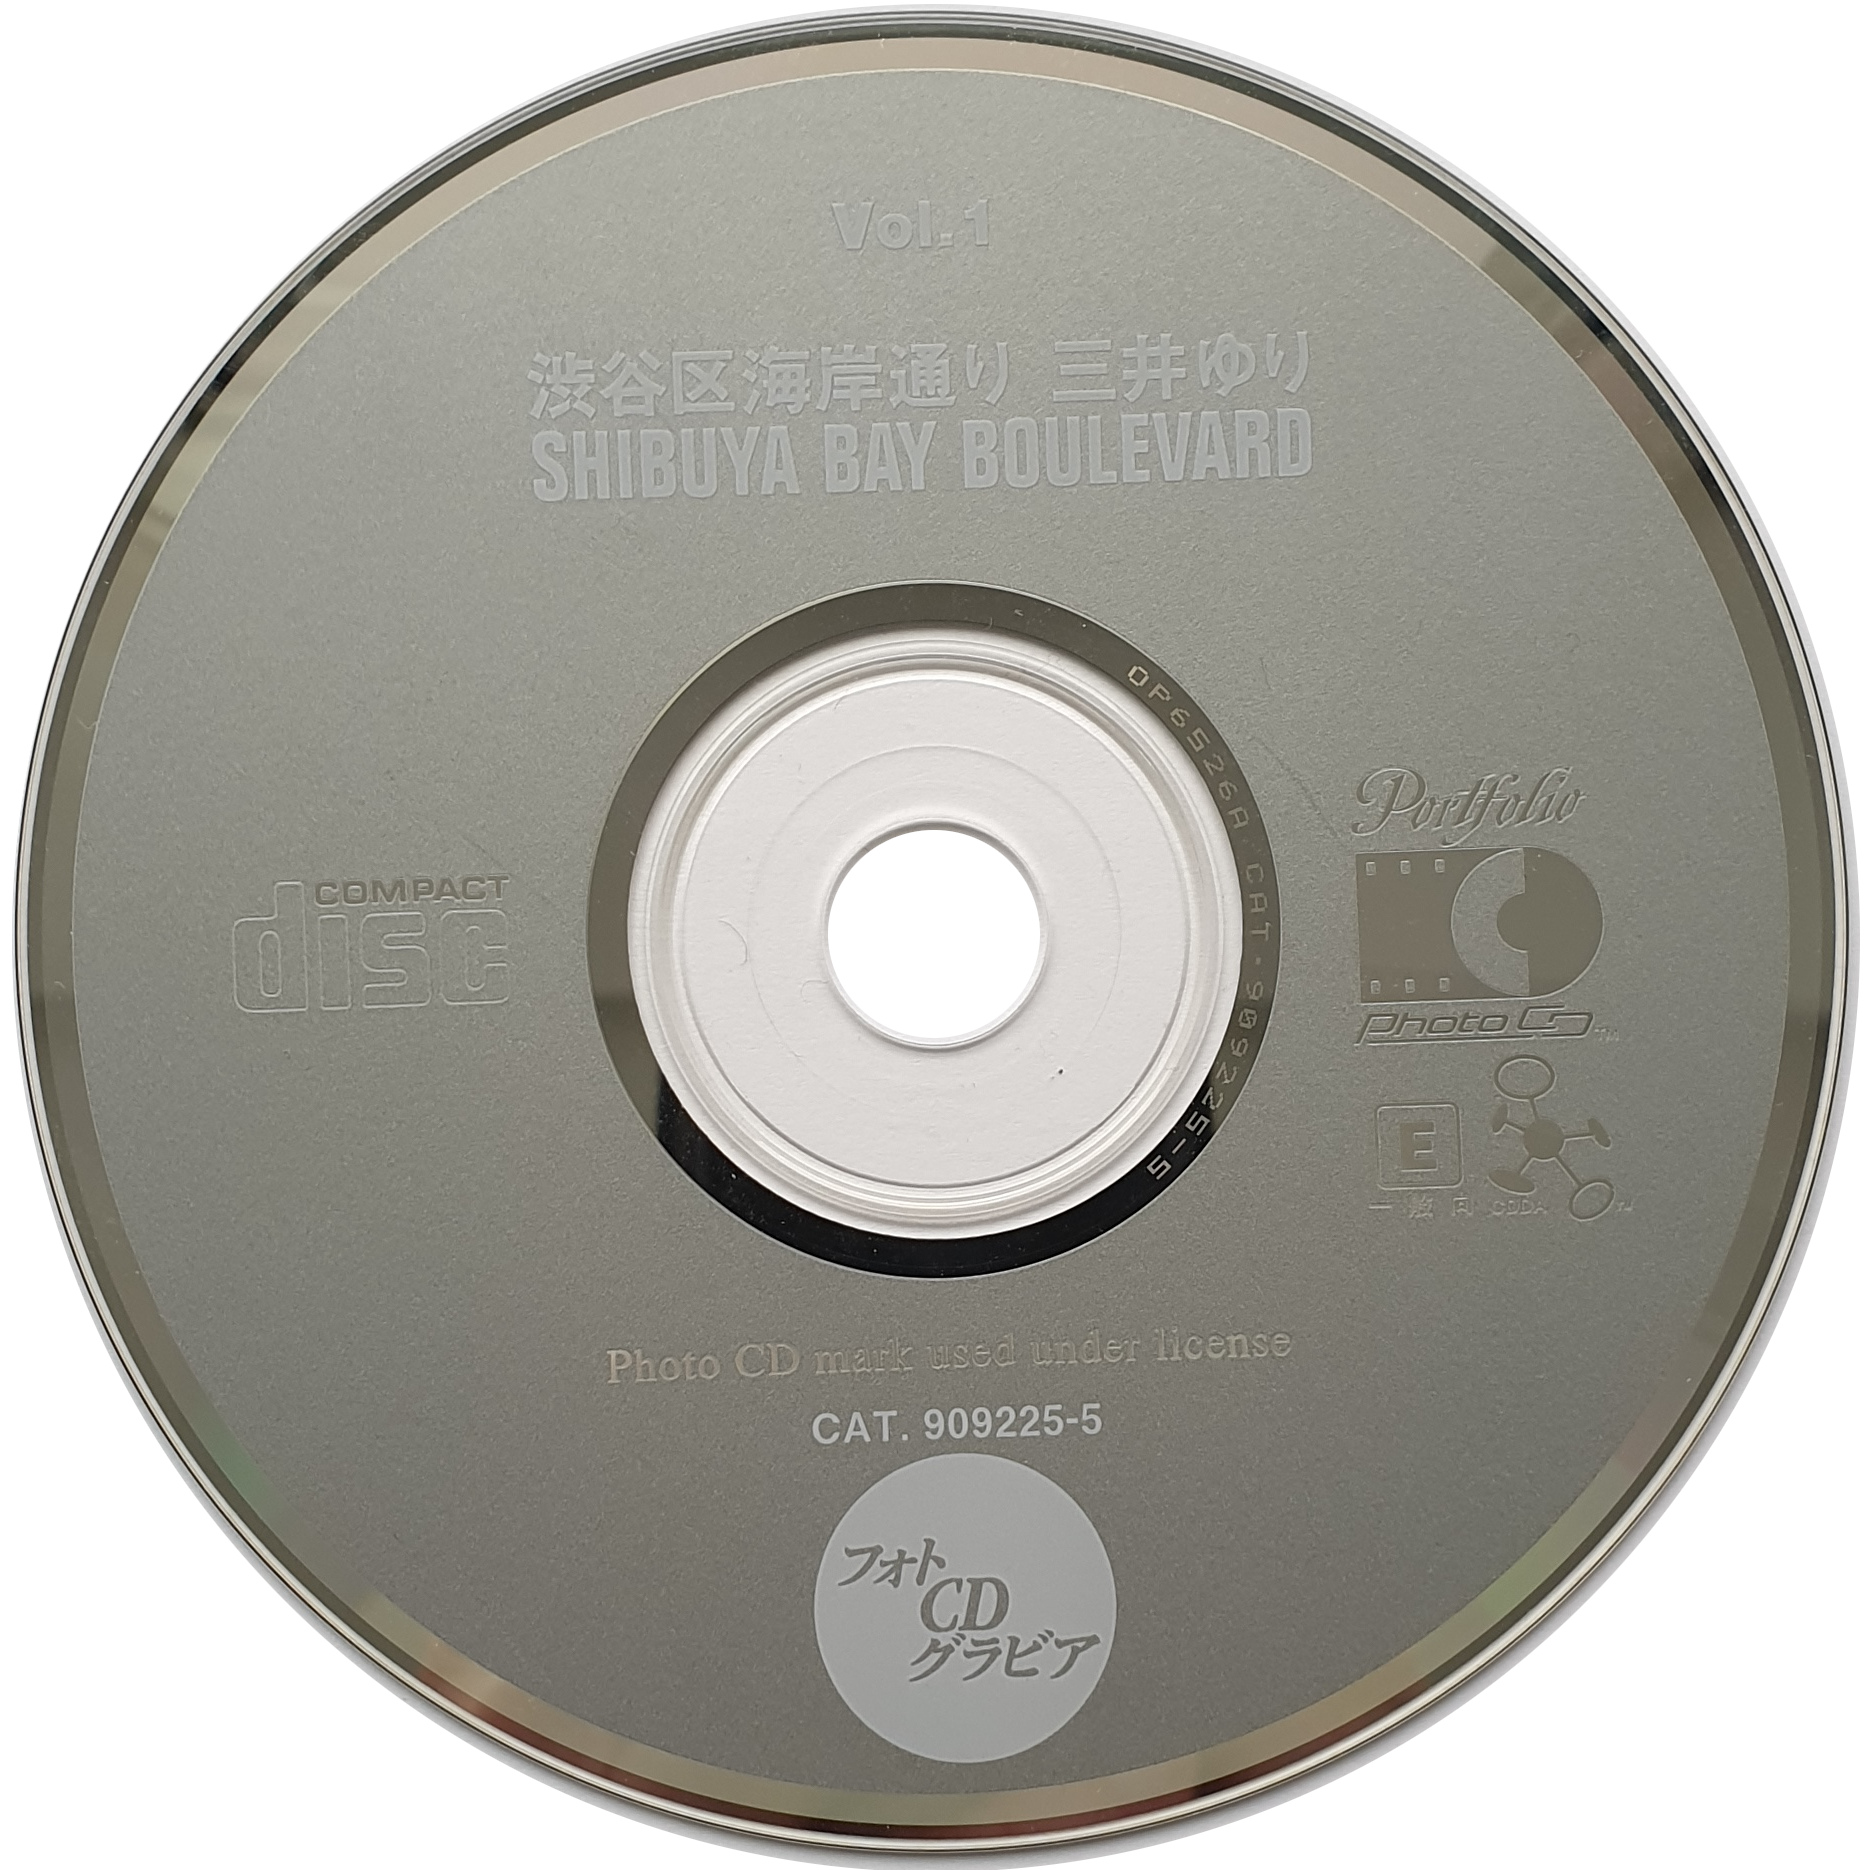 Vol.1
渋谷区海岸通り 三井ゆり
SHIBUYA BAY BOULEVARD
OP6526A CAT-909225-5
COMPACT
disc
Portfolio
Photo CD™
E
一般向 CDDA ™
Photo CD mark used under license
CAT. 909225-5
フォト
CD
グラビア